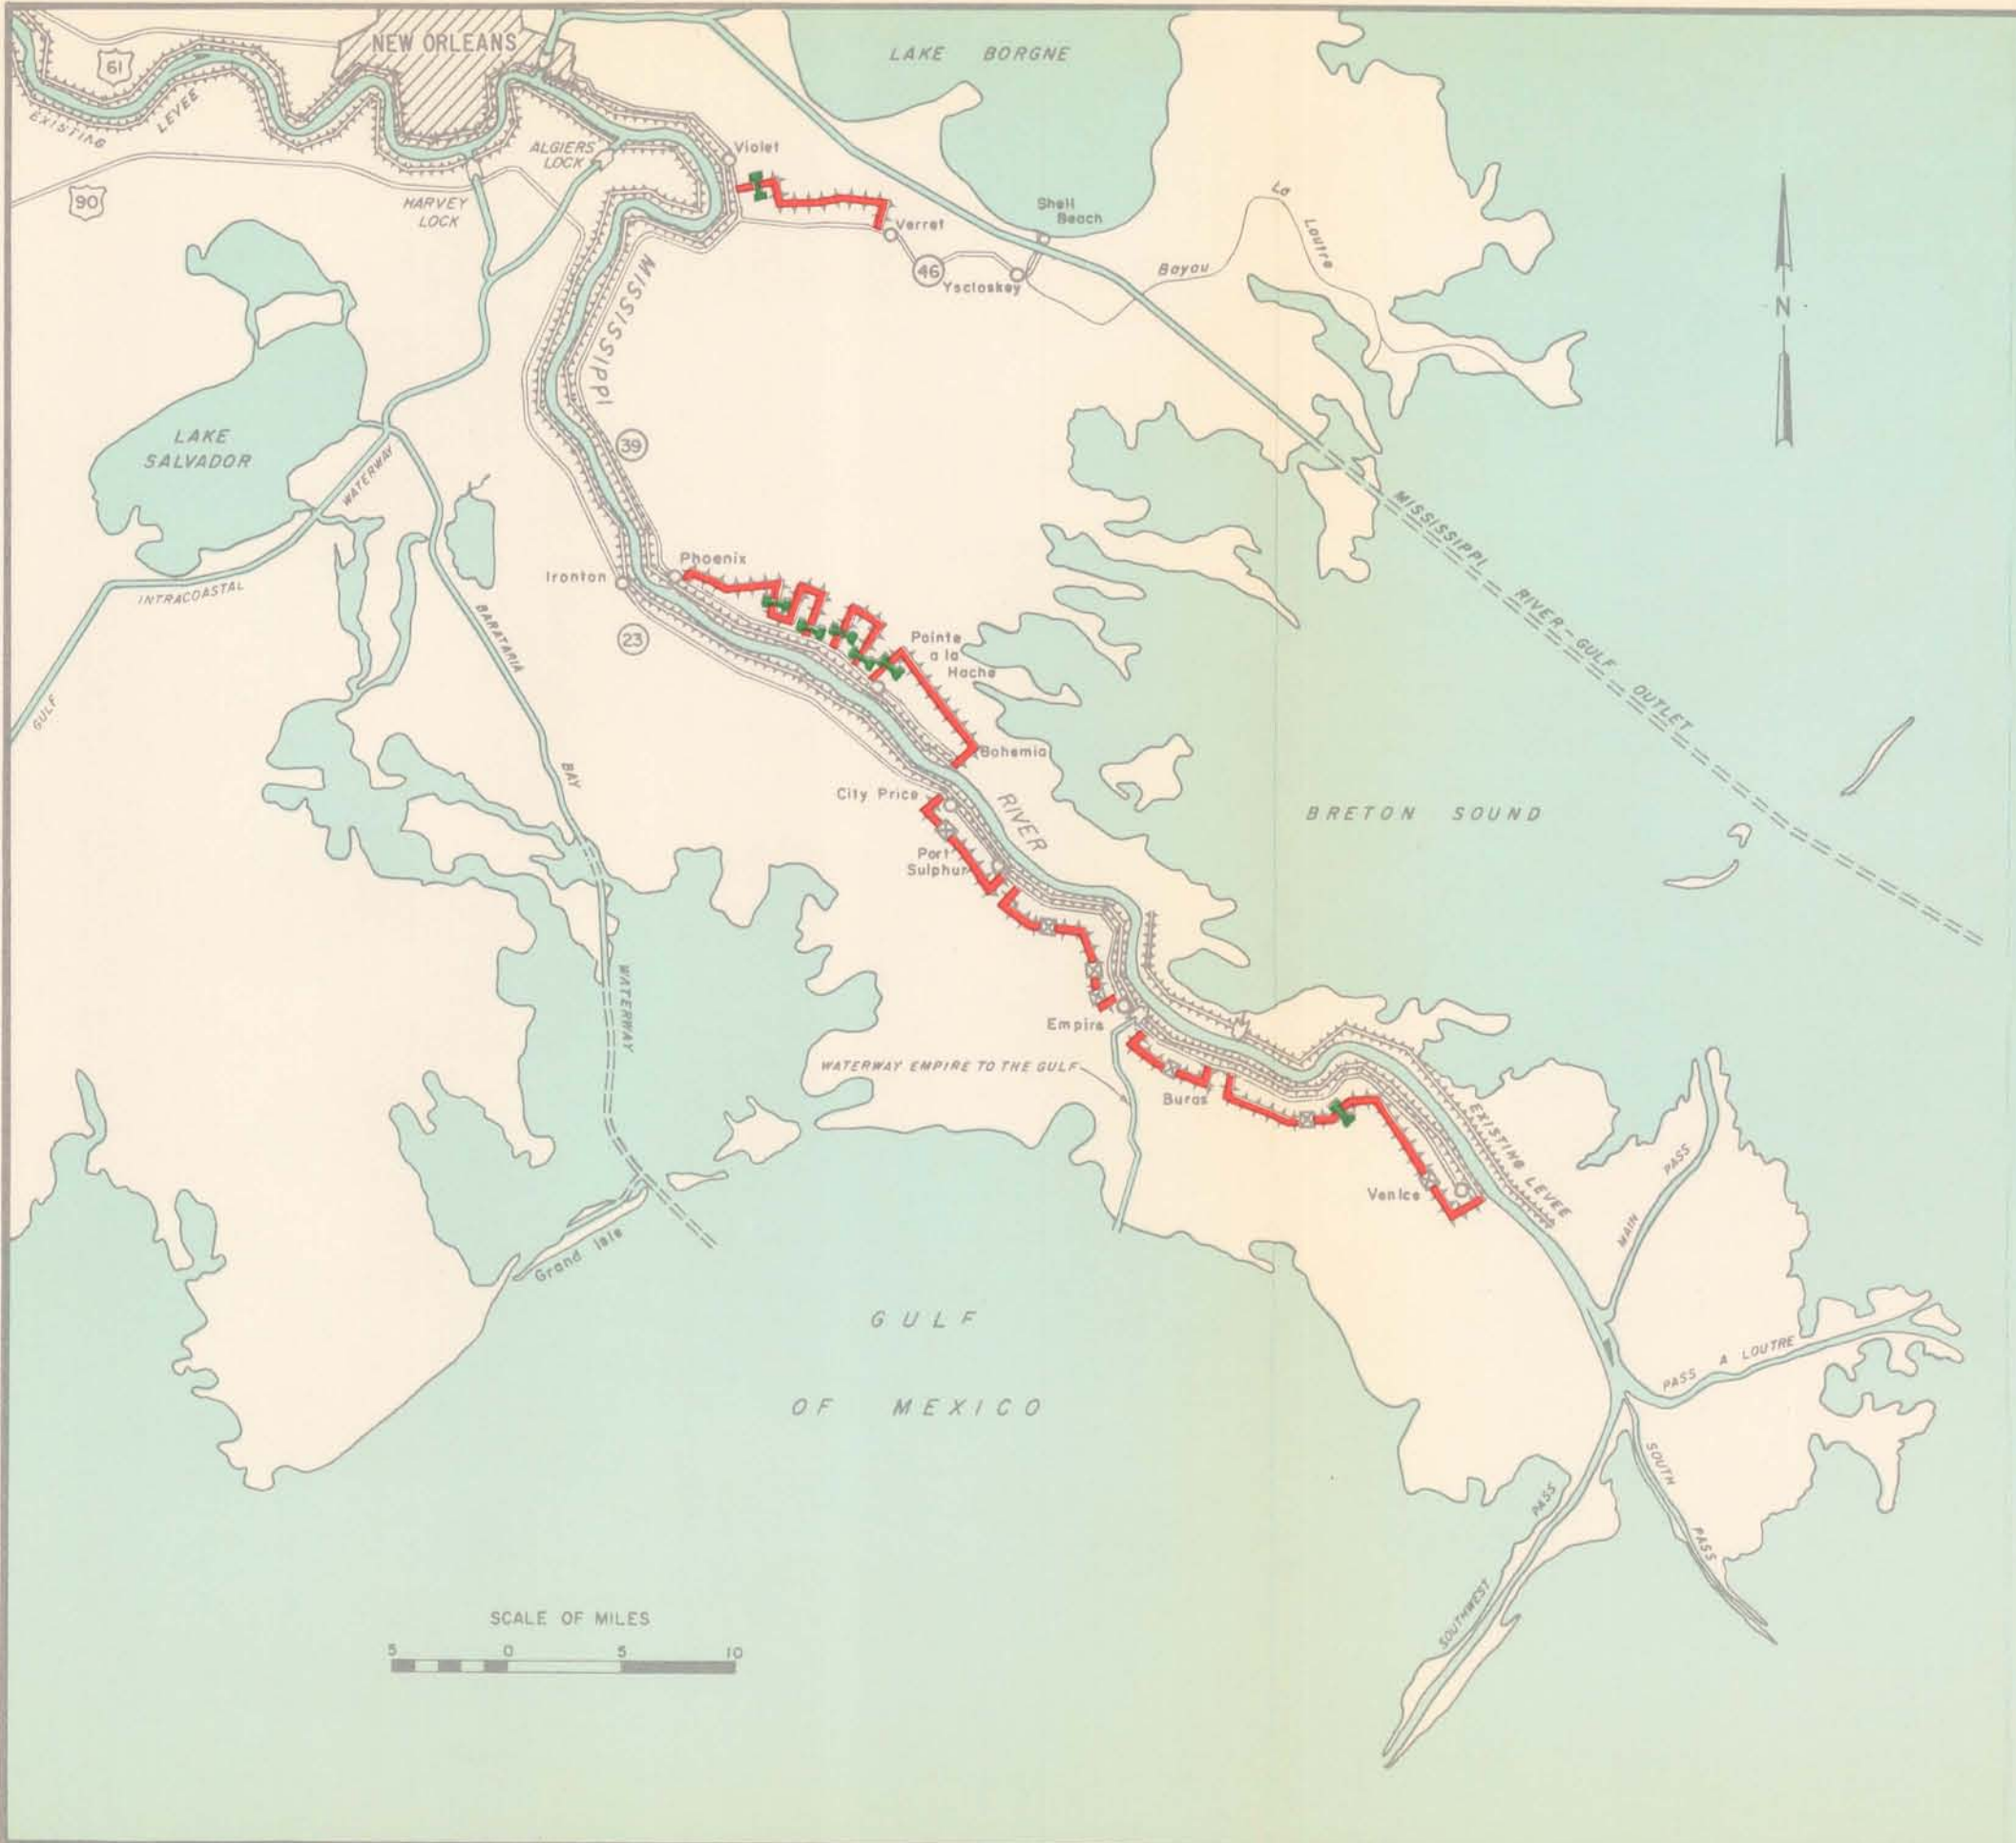 NEW ORLEANS
LAKE BORGNE
61
EXISTING LEVEE
ALGIERS
LOCK
Violet
90
HARVEY
LOCK
Verret
46
Shell
Beach
Yscloskey
Bayou
La
Loutre
N
MISSISSIPPI
39
LAKE
SALVADOR
WATERWAY
INTRACOASTAL
GULF
BARATARIA
BAY
WATERWAY
Ironton
Phoenix
23
Pointe
a la
Hache
Bohemia
MISSISSIPPI RIVER-GULF OUTLET
BRETON SOUND
City Price
RIVER
Port
Sulphur
Empire
WATERWAY EMPIRE TO THE GULF
Buras
EXISTING LEVEE
Venice
MAIN PASS
Grand Isle
GULF
OF MEXICO
PASS A LOUTRE
SOUTH PASS
SOUTHWEST PASS
SCALE OF MILES
5 0 5 10